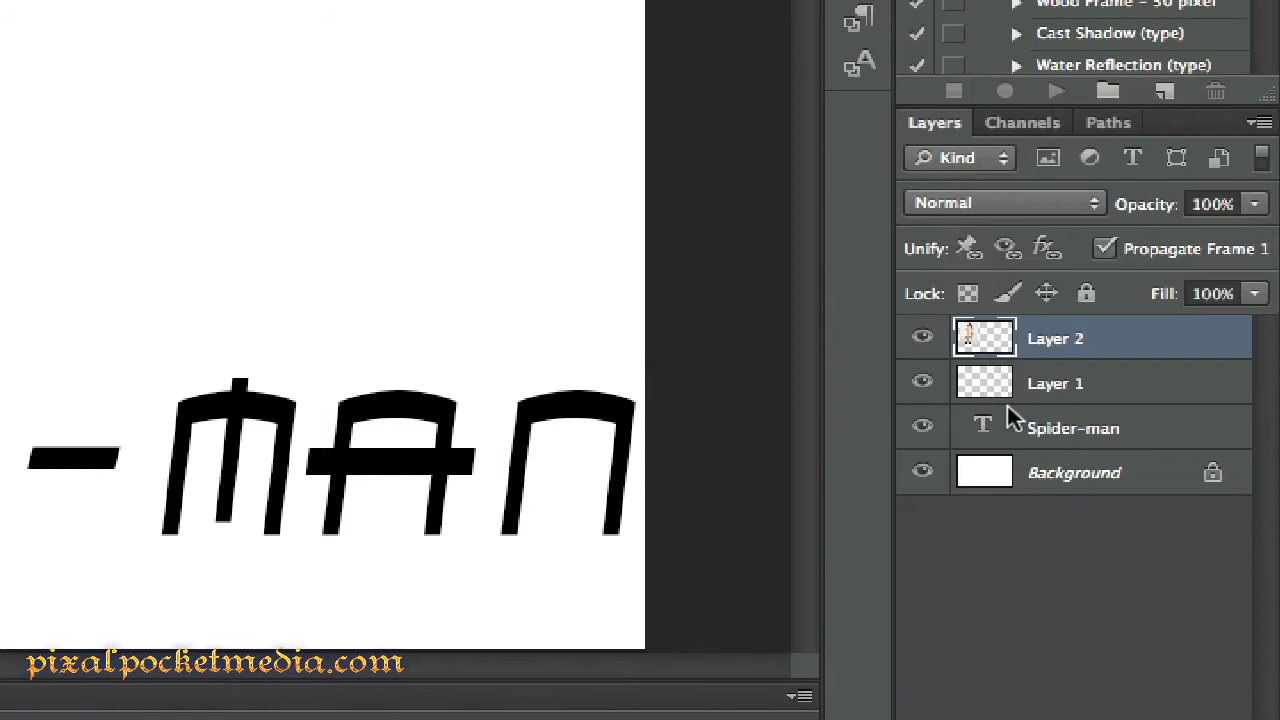 Wood Frame - 50 pixel
Cast Shadow (type)
Water Reflection (type)
Layers Channels Paths
Kind
Normal Opacity: 100%
Unify: Propagate Frame 1
Lock: Fill: 100%
Layer 2
Layer 1
Spider-man
Background
-MAN
pixalpocketmedia.com